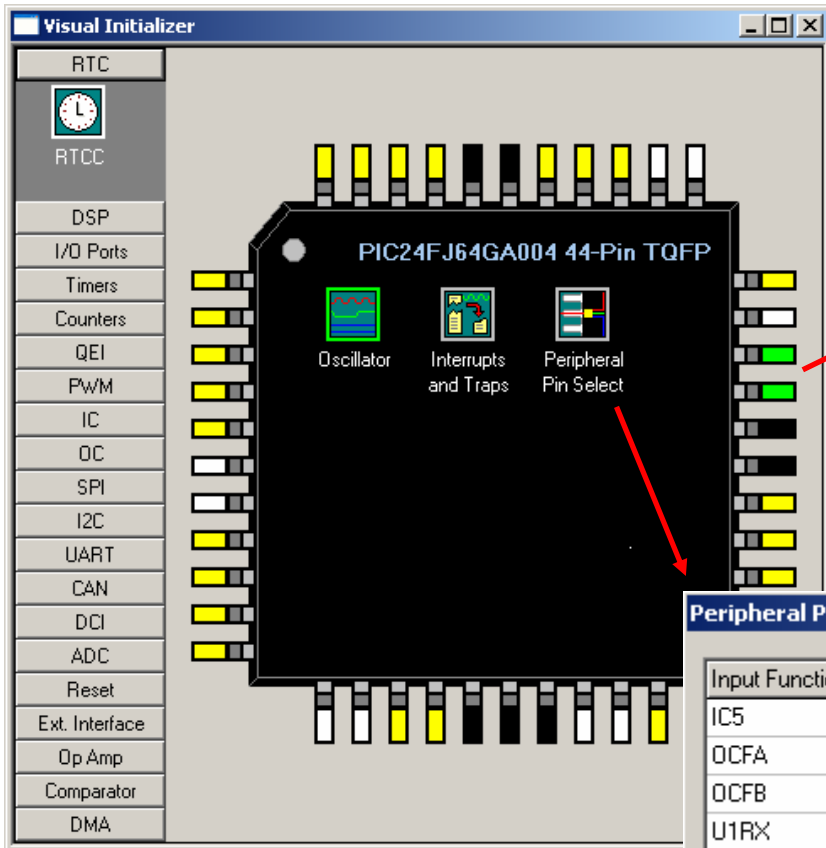 Visual Initializer
RTC
RTCC
DSP
I/O Ports
Timers
Counters
QEI
PWM
IC
OC
SPI
I2C
UART
CAN
DCI
ADC
Reset
Ext. Interface
Op Amp
Comparator
DMA
PIC24FJ64GA004 44-Pin TQFP
Oscillator
Interrupts
and Traps
Peripheral
Pin Select
Peripheral P
Input Functi
IC5
OCFA
OCFB
U1RX